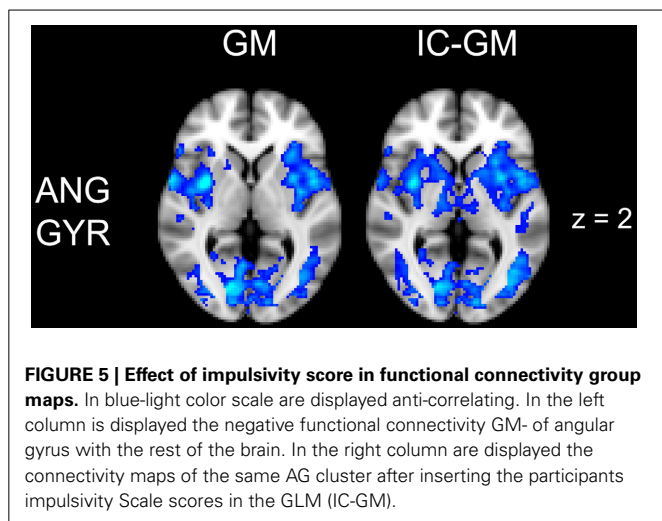 GM IC-GM
ANG
GYR
z = 2
FIGURE 5 | Effect of impulsivity score in functional connectivity group
maps. In blue-light color scale are displayed anti-correlating. In the left
column is displayed the negative functional connectivity GM- of angular
gyrus with the rest of the brain. In the right column are displayed the
connectivity maps of the same AG cluster after inserting the participants
impulsivity Scale scores in the GLM (IC-GM).